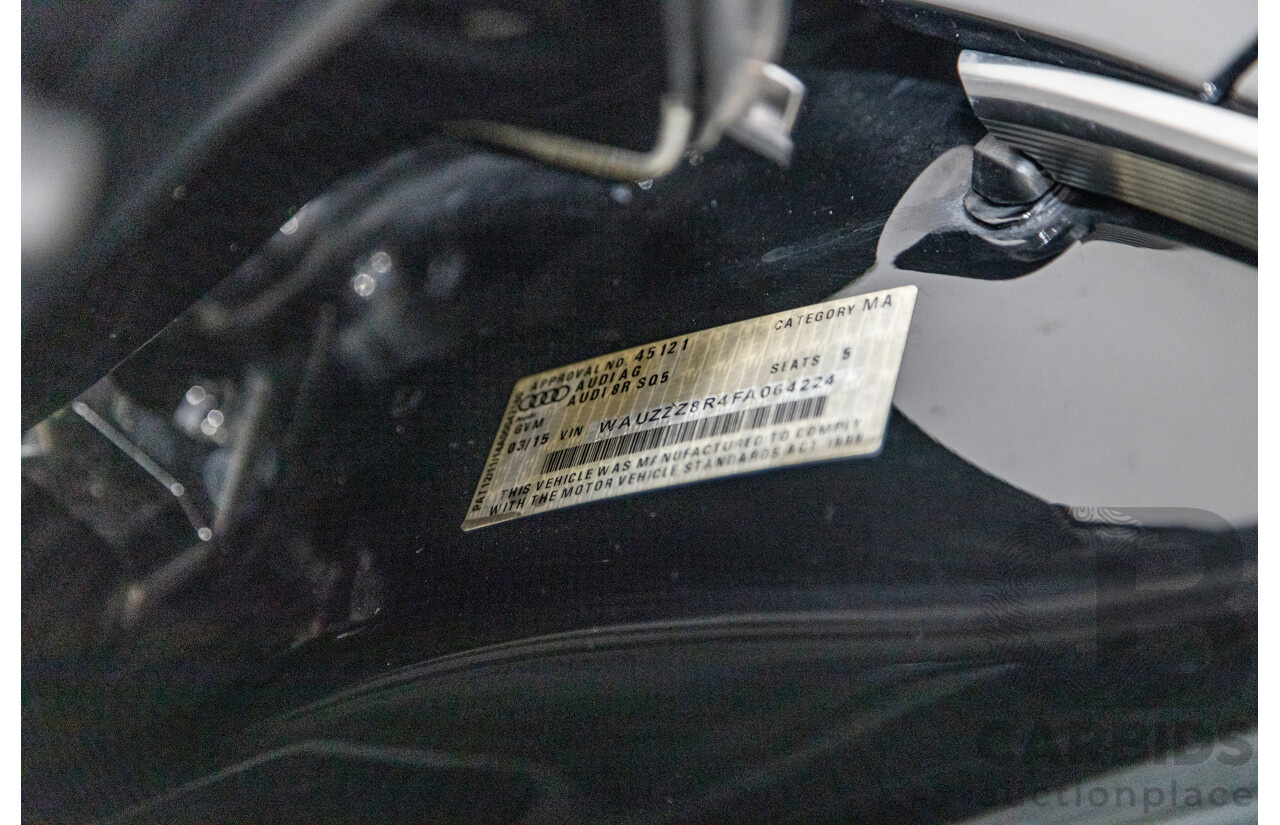 APPROVAL NO. 45121 CATEGORY MA
AUDI AG
AUDI 8R SQ5 SEATS 5
Audi
GVM
03/15 VIN WAUZZZ8R4FA064224
THIS VEHICLE WAS MANUFACTURED TO COMPLY
WITH THE MOTOR VEHICLE STANDARDS ACT 1989
CARBIDS
auctionplace